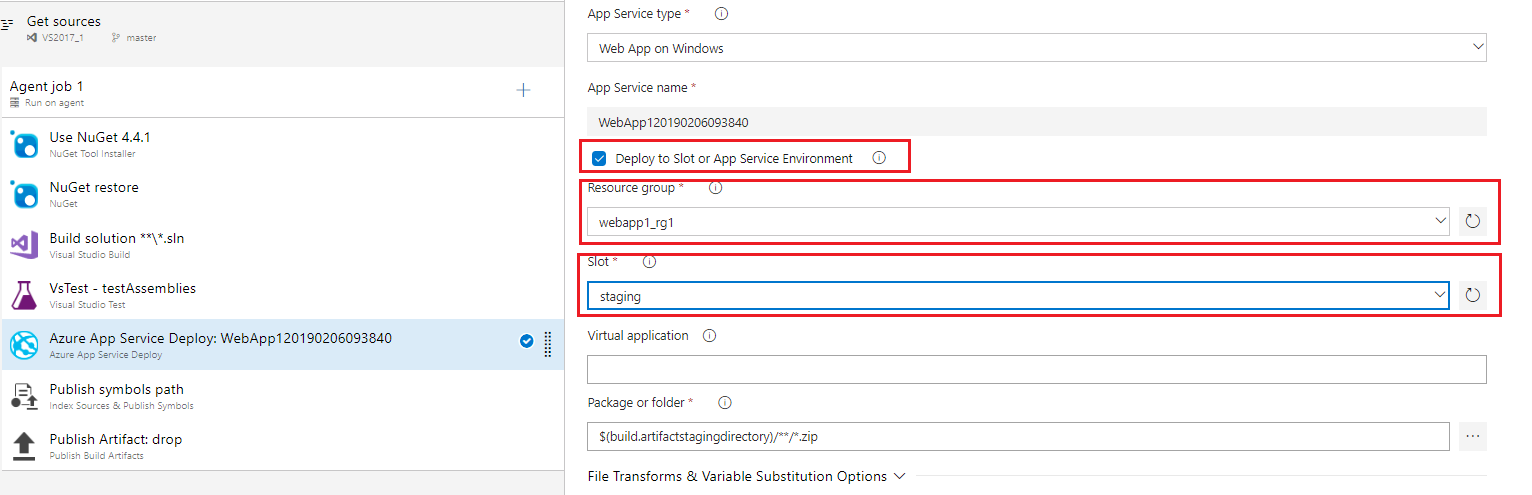 Get sources
VS2017_1 master
Agent job 1
Run on agent
Use NuGet 4.4.1
NuGet Tool Installer
NuGet restore
NuGet
Build solution **\*.sln
Visual Studio Build
VsTest - testAssemblies
Visual Studio Test
Azure App Service Deploy: WebApp120190206093840
Azure App Service Deploy
Publish symbols path
Index Sources & Publish Symbols
Publish Artifact: drop
Publish Build Artifacts
App Service type *
Web App on Windows
App Service name *
WebApp120190206093840
Deploy to Slot or App Service Environment
Resource group *
webapp1_rg1
Slot *
staging
Virtual application
Package or folder *
$(build.artifactstagingdirectory)/**/*.zip
File Transforms & Variable Substitution Options